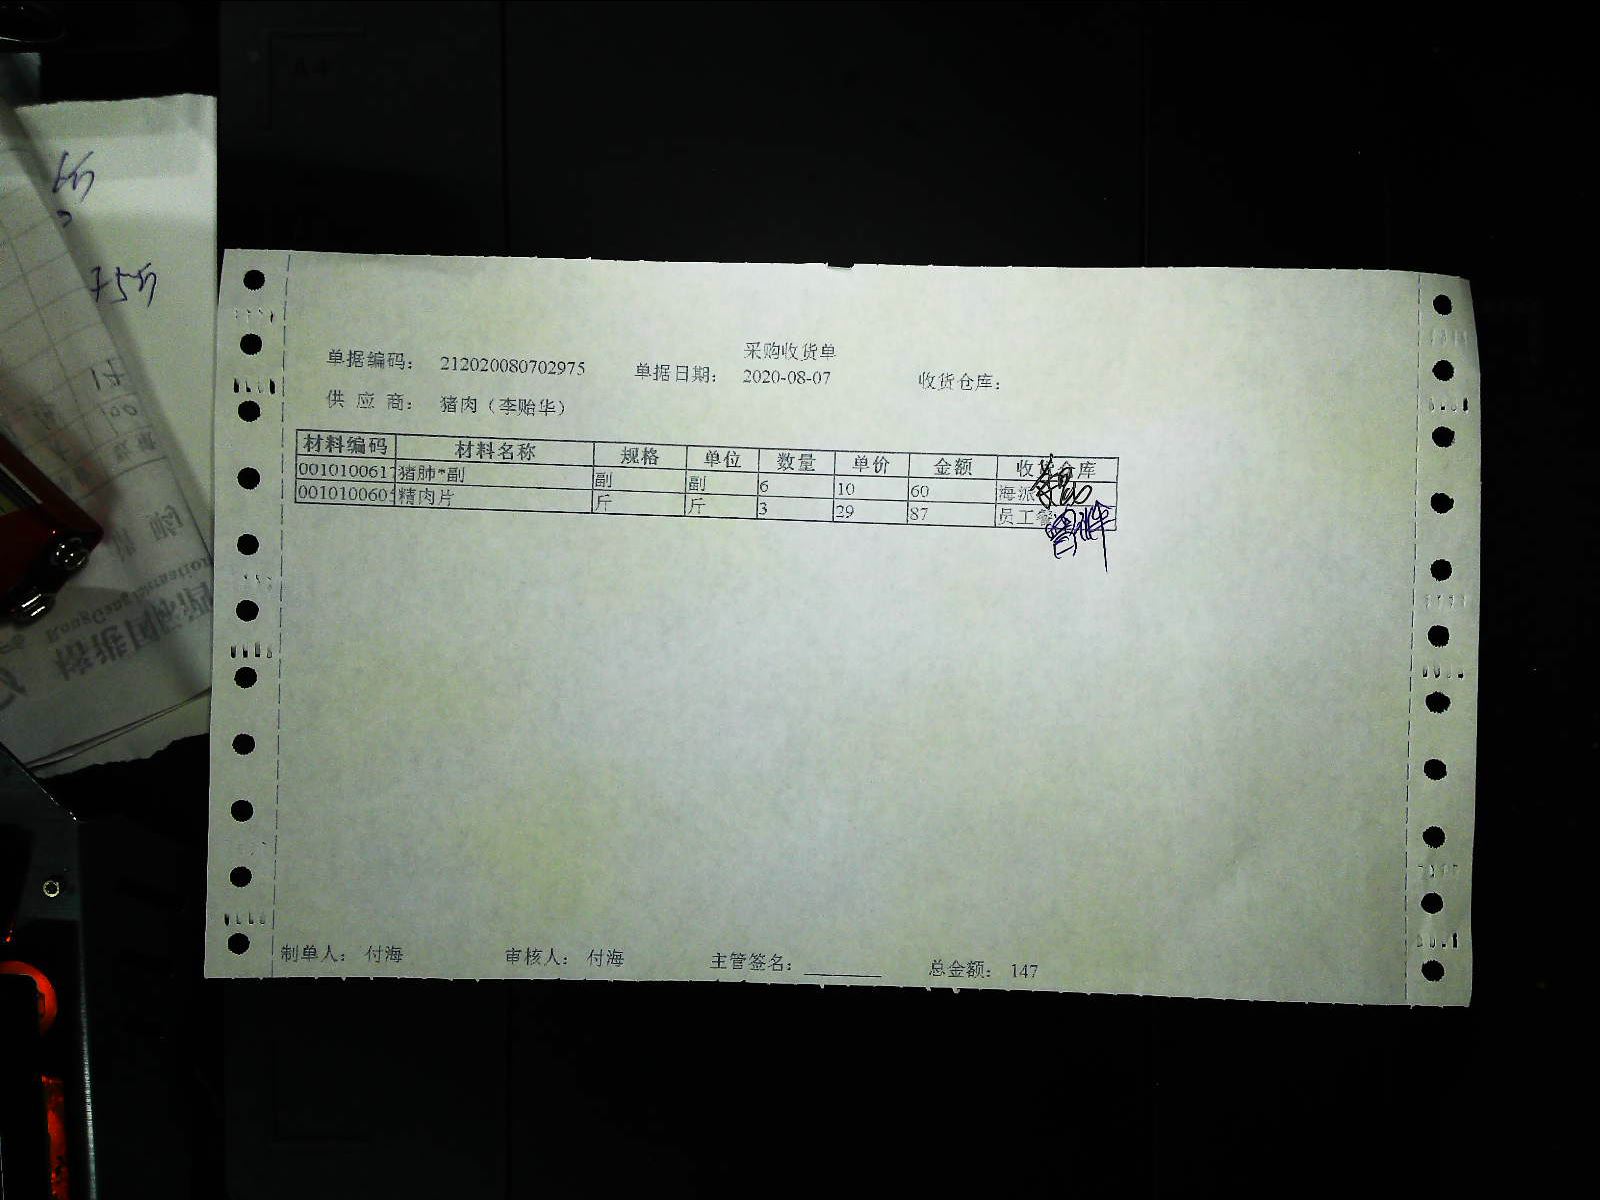 采购收货单
单据编码： 212020080702975 单据日期： 2020-08-07 收货仓库：
供 应 商： 猪肉（李贻华）
材料编码 材料名称 规格 单位 数量 单价 金额 收货仓库
0010100617 猪肺*副 副 副 6 10 60 海派
001010060 精肉片 斤 斤 3 29 87 员工餐
制单人： 付海 审核人： 付海 主管签名： 总金额： 147